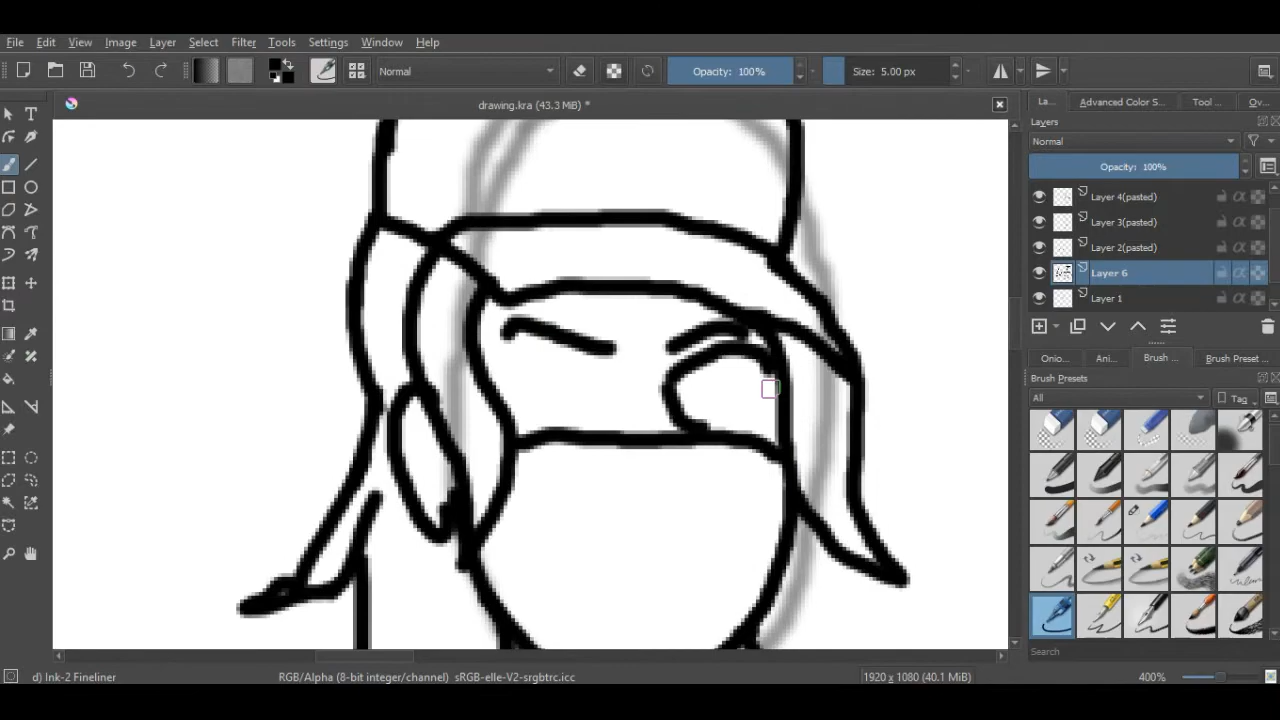 File Edit View Image Layer Select Filter Tools Settings Window Help
Normal Opacity: 100% Size: 5.00 px
drawing.kra (43.3 MiB) *
La... Advanced Color S... Tool ... Ov...
Layers
Normal
Opacity: 100%
Layer 4(pasted)
Layer 3(pasted)
Layer 2(pasted)
Layer 6
Layer 1
Onio... Ani... Brush ... Brush Preset ...
Brush Presets
All Tag
Search
d) Ink-2 Fineliner RGB/Alpha (8-bit integer/channel) sRGB-elle-V2-srgbtrc.icc 1920 x 1080 (40.1 MiB) 400%